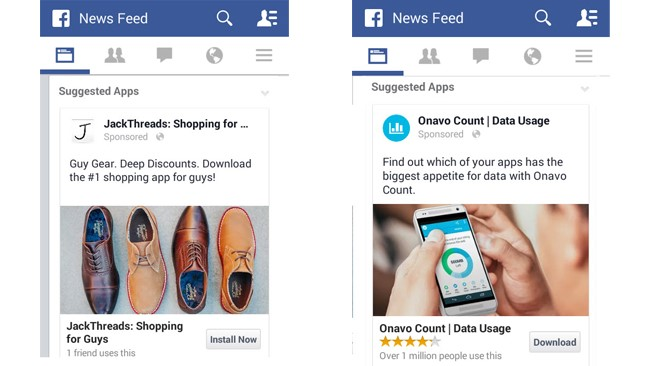 News Feed
Suggested Apps
JackThreads: Shopping for ...
Sponsored
Guy Gear. Deep Discounts. Download
the #1 shopping app for guys!
JackThreads: Shopping
for Guys
Install Now
1 friend uses this
News Feed
Suggested Apps
Onavo Count | Data Usage
Sponsored
Find out which of your apps has the
biggest appetite for data with Onavo
Count.
Onavo Count | Data Usage
Download
Over 1 million people use this